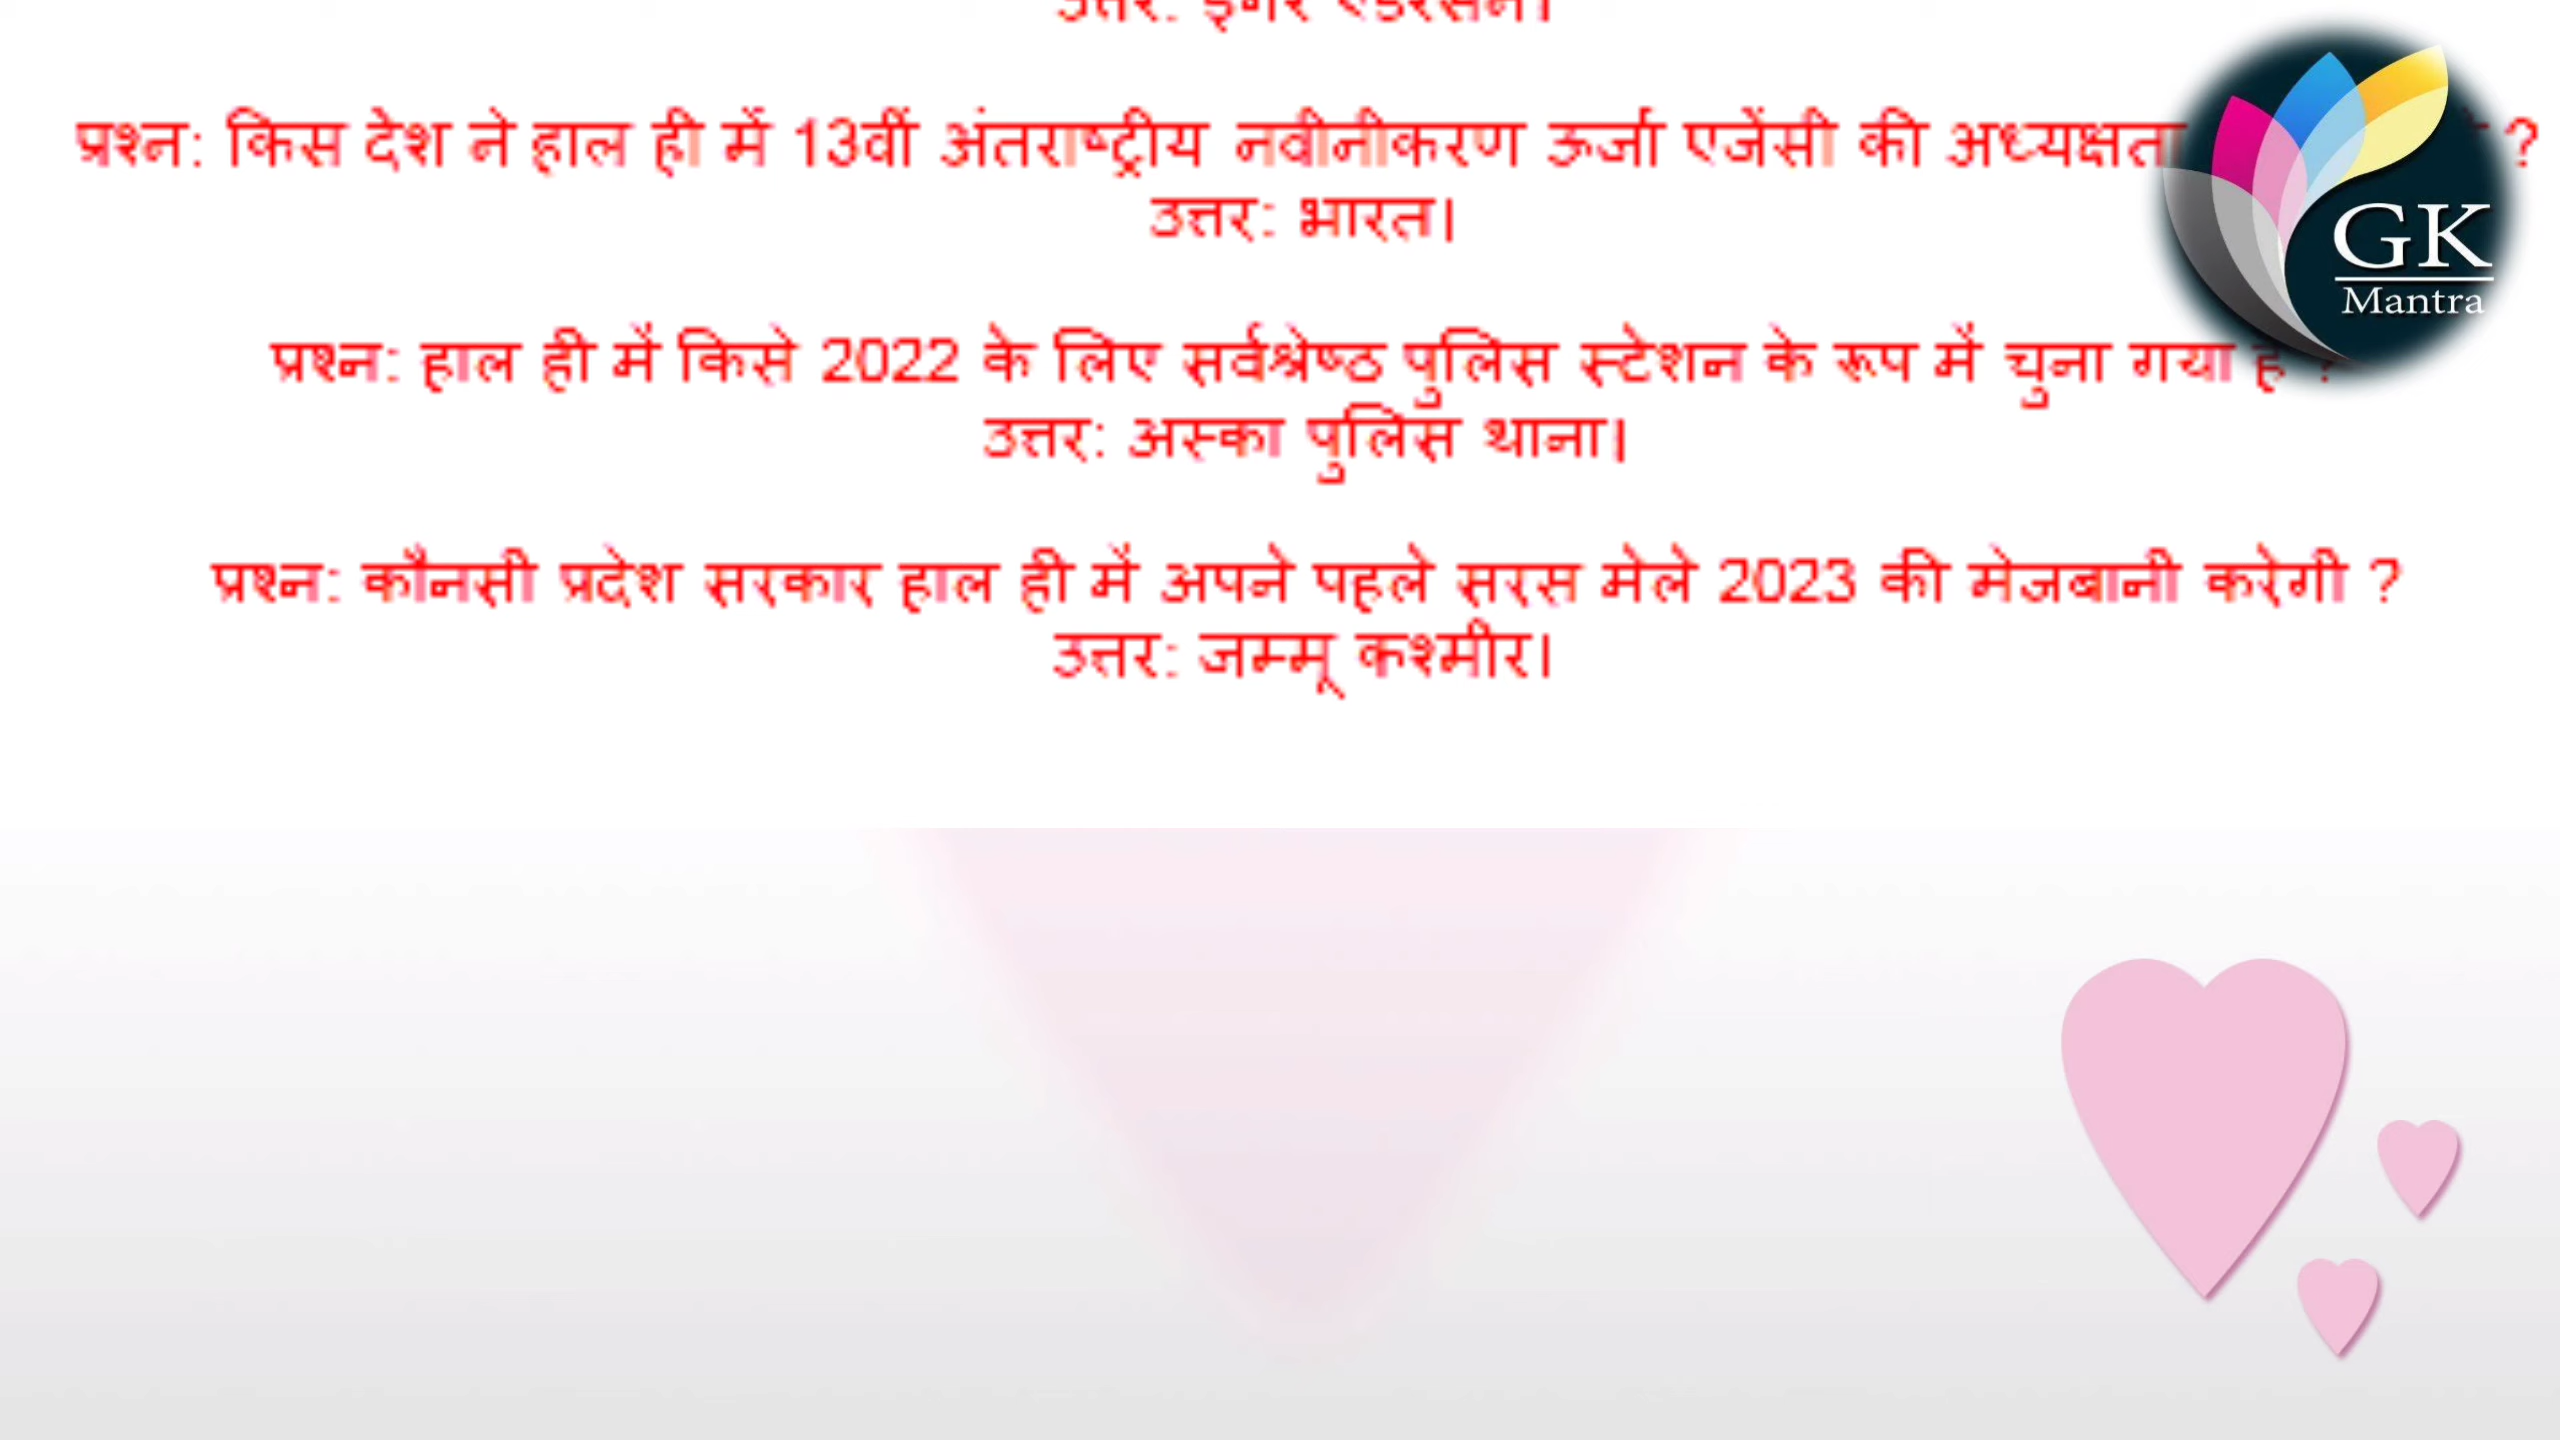 उत्तर:
प्रश्न: किस देश ने हाल ही में 13वीं अंतराष्ट्रीय नवीनीकरण ऊर्जा एजेंसी की अध्यक्षता ?
उत्तर: भारत।
प्रश्न: हाल ही में किसे 2022 के लिए सर्वश्रेष्ठ पुलिस स्टेशन के रूप में चुना गया है ?
उत्तर: अस्का पुलिस थाना।
प्रश्न: कौनसी प्रदेश सरकार हाल ही में अपने पहले सरस मेले 2023 की मेजबानी करेगी ?
उत्तर: जम्मू कश्मीर।
GK
Mantra